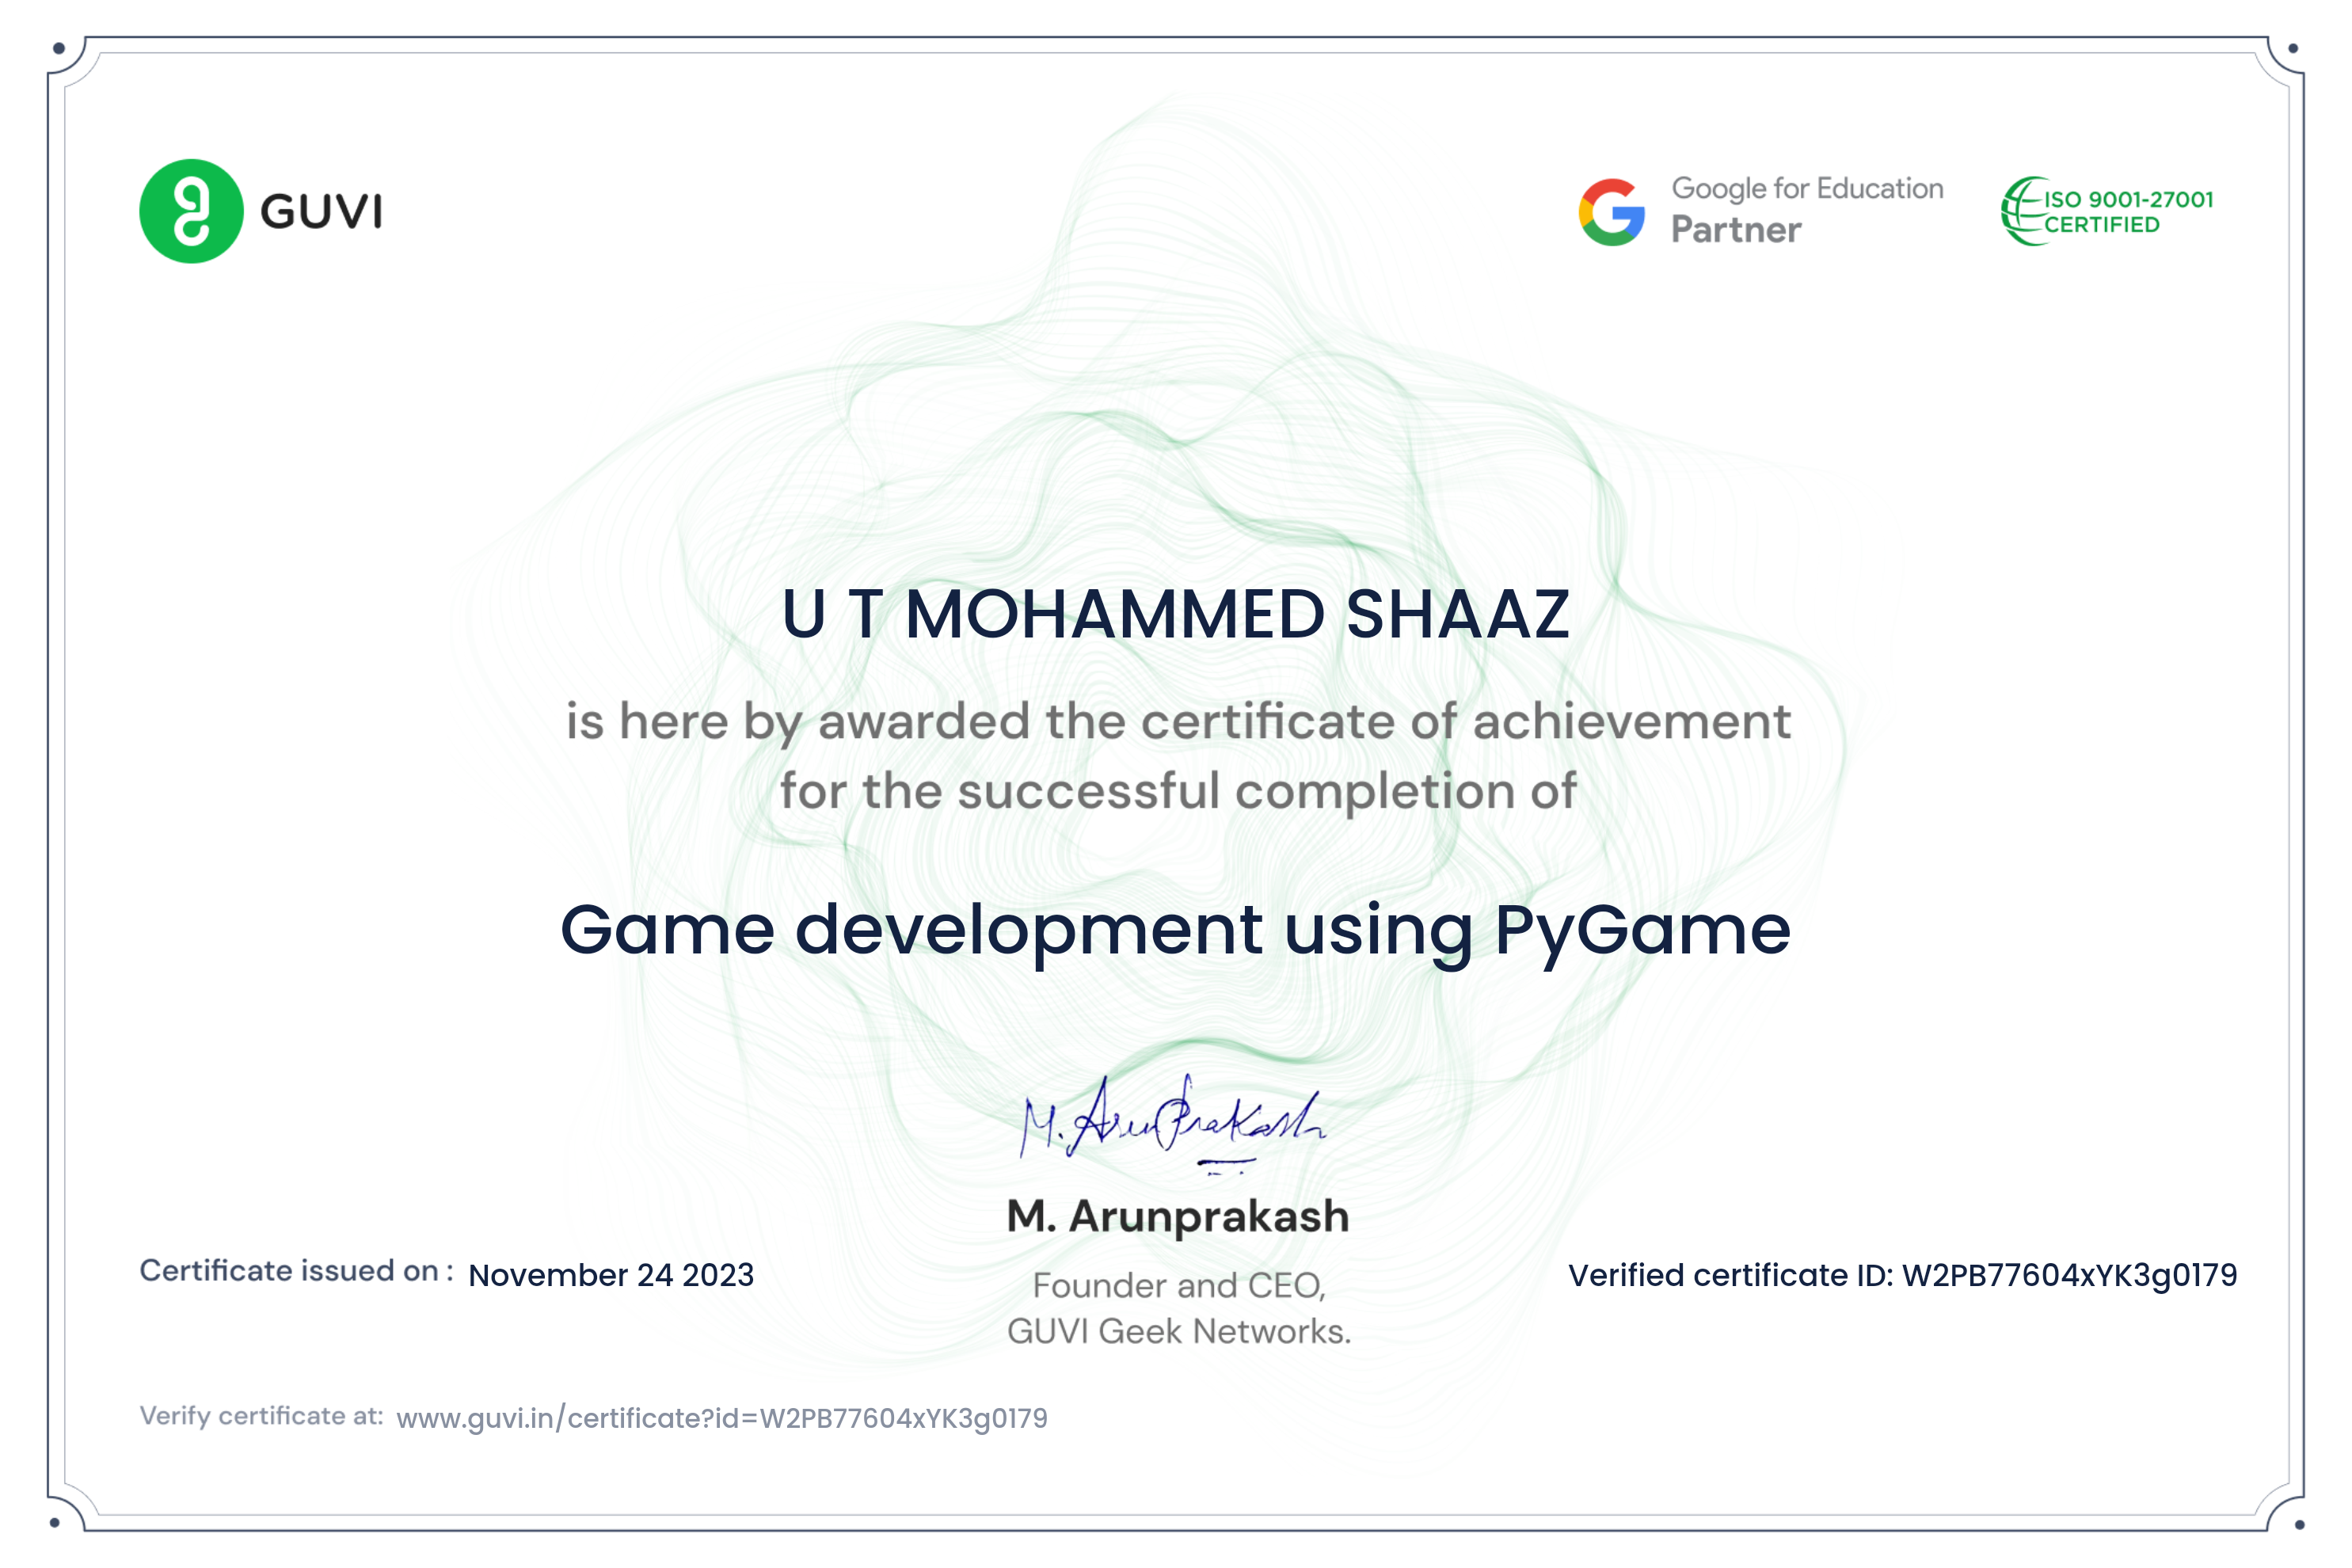 GUVI
Google for Education
Partner
ISO 9001-27001
CERTIFIED
U T MOHAMMED SHAAZ
is here by awarded the certificate of achievement
for the successful completion of
Game development using PyGame
M. ArunPrakash
M. Arunprakash
Founder and CEO,
GUVI Geek Networks.
Certificate issued on : November 24 2023
Verified certificate ID: W2PB77604xYK3g0179
Verify certificate at: www.guvi.in/certificate?id=W2PB77604xYK3g0179